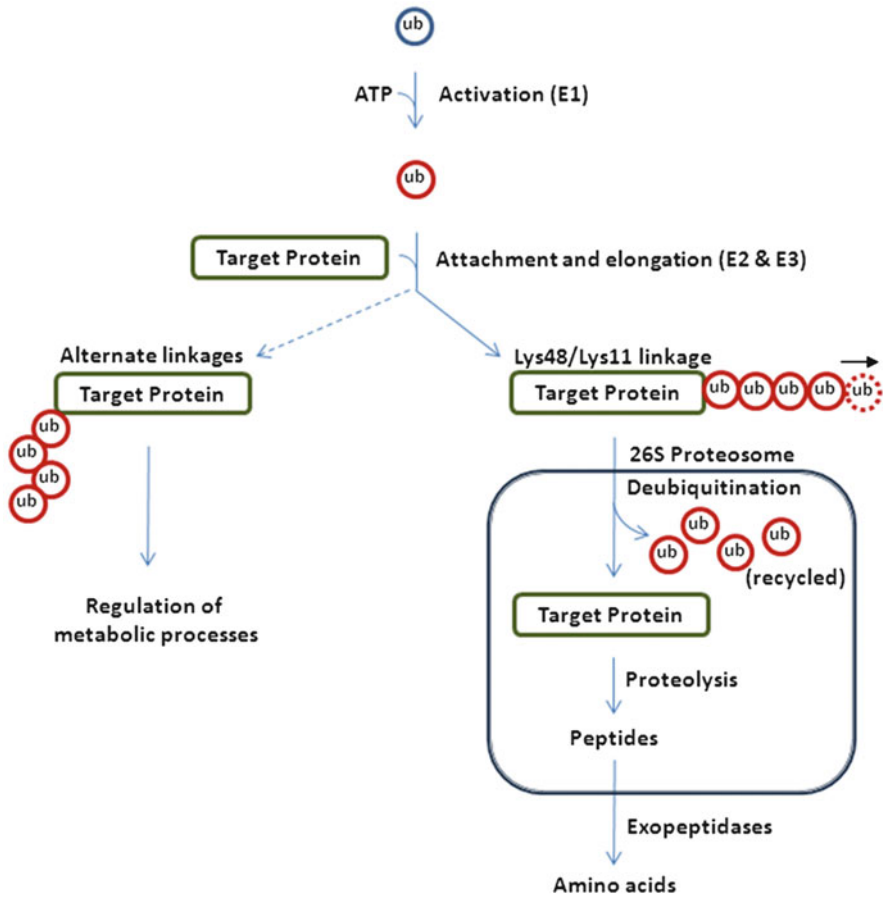 ub
ATP Activation (E1)
ub
Target Protein Attachment and elongation (E2 & E3)
Alternate linkages
Target Protein
ub
ub
ub
ub
Regulation of
metabolic processes
Lys48/Lys11 linkage
Target Protein ub ub ub ub ub
26S Proteosome
Deubiquitination
ub ub
ub ub
(recycled)
Target Protein
Proteolysis
Peptides
Exopeptidases
Amino acids